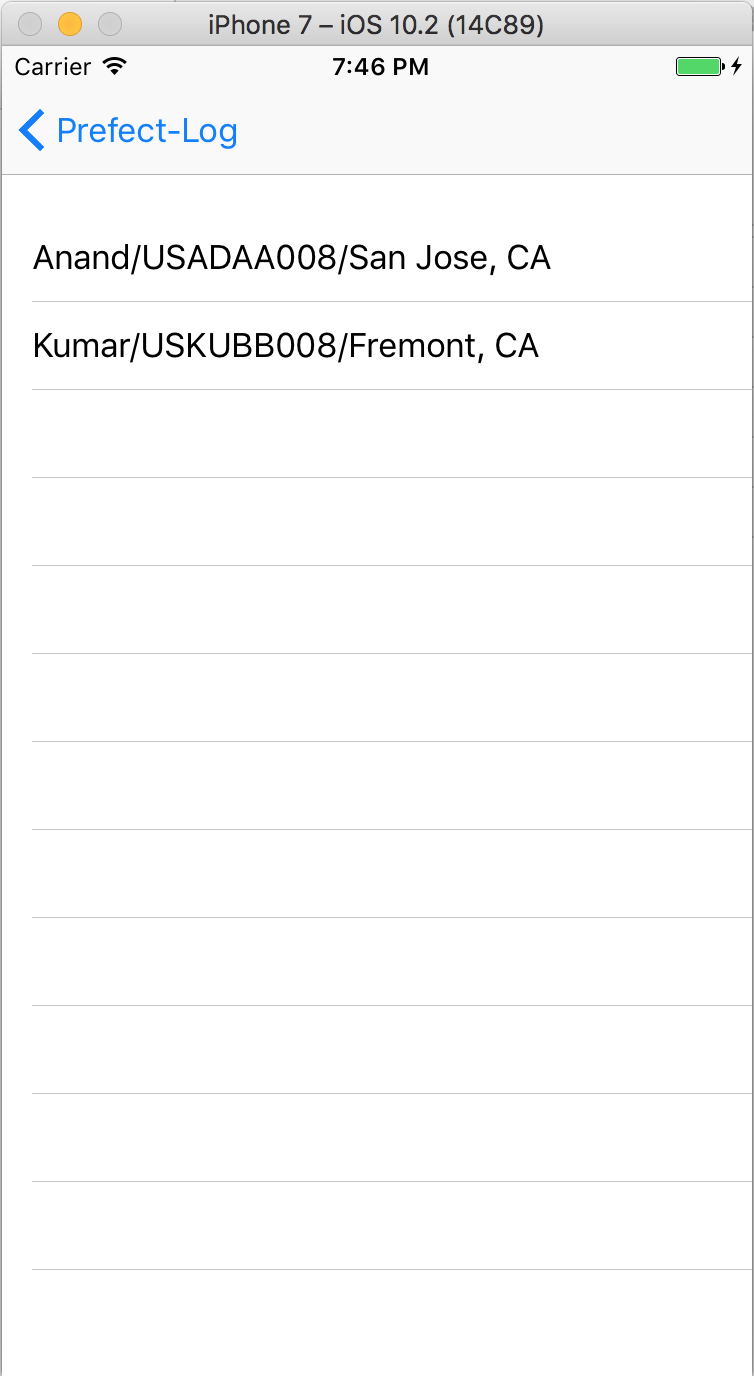 iPhone 7 – iOS 10.2 (14C89)
Carrier 7:46 PM
Prefect-Log
Anand/USADAA008/San Jose, CA
Kumar/USKUBB008/Fremont, CA